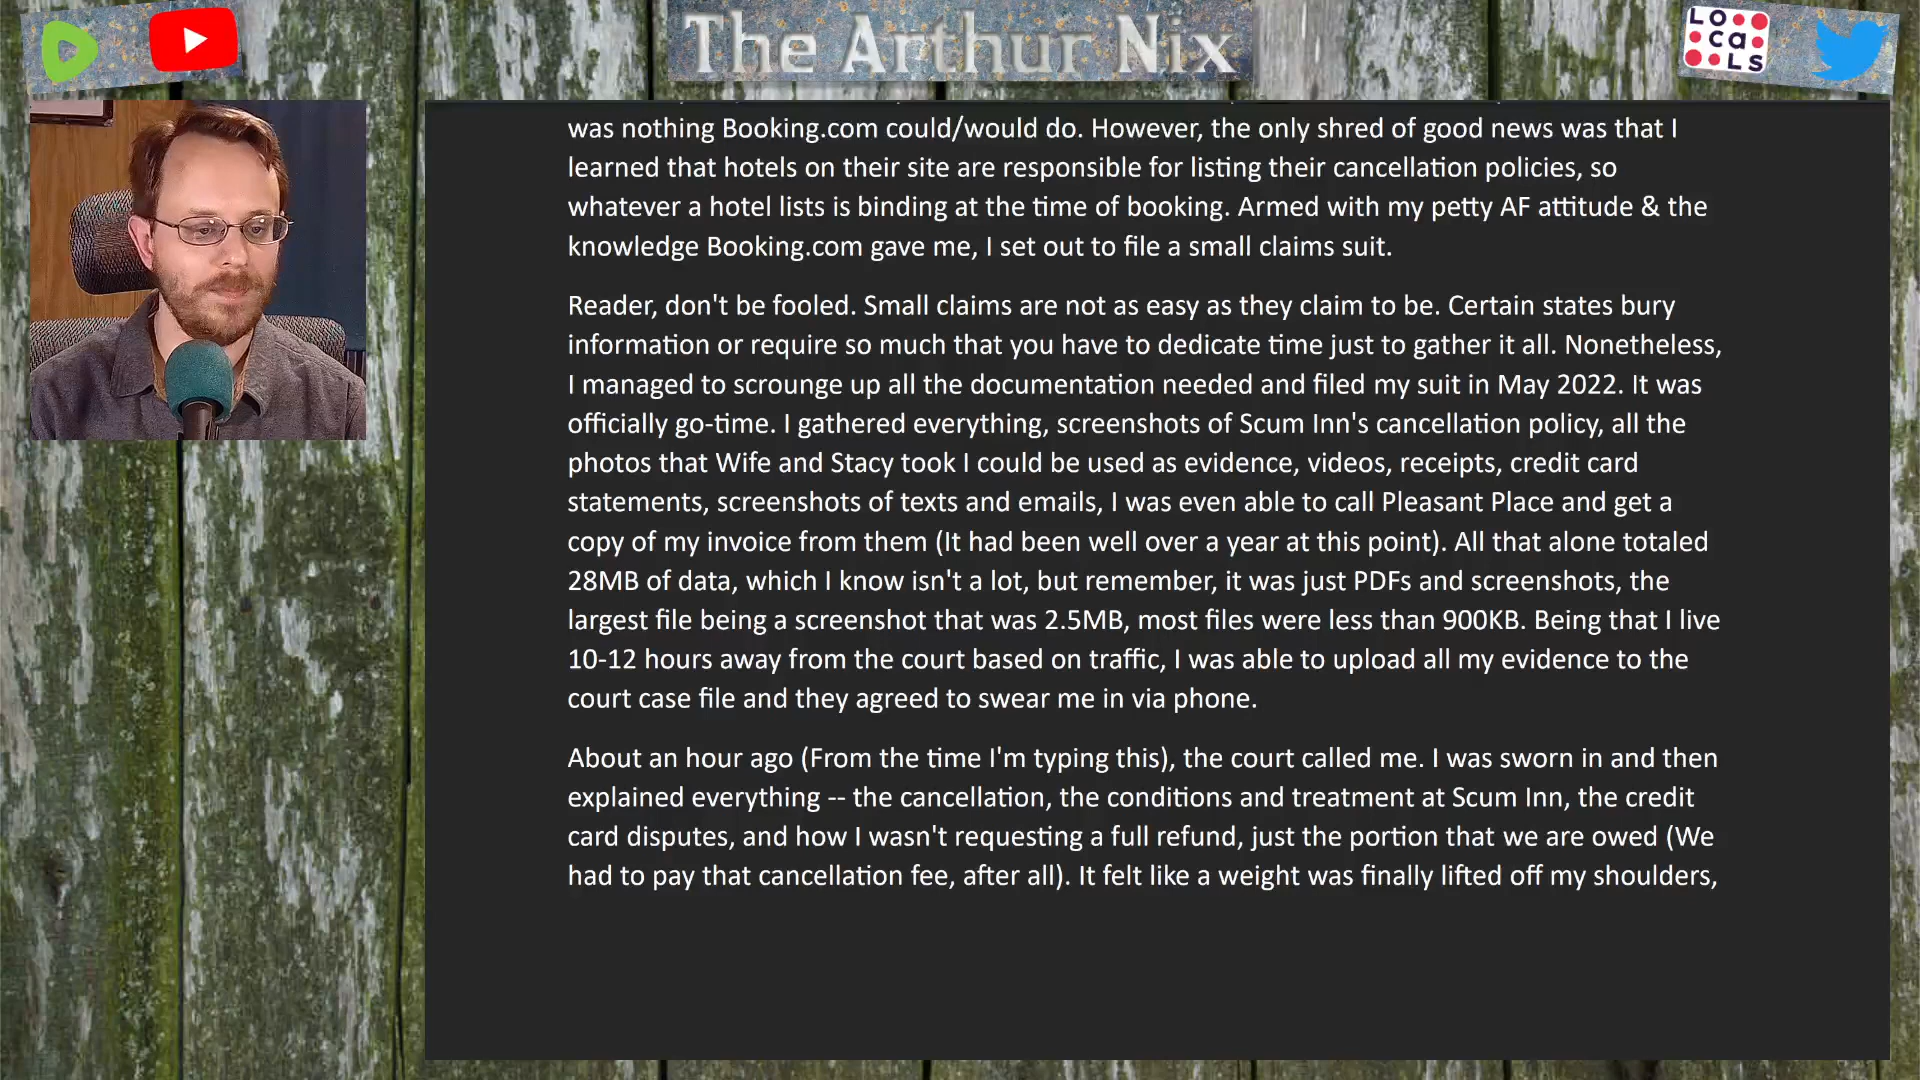 The Arthur Nix
LO
ca
LS
was nothing Booking.com could/would do. However, the only shred of good news was that I
learned that hotels on their site are responsible for listing their cancellation policies, so
whatever a hotel lists is binding at the time of booking. Armed with my petty AF attitude & the
knowledge Booking.com gave me, I set out to file a small claims suit.
Reader, don't be fooled. Small claims are not as easy as they claim to be. Certain states bury
information or require so much that you have to dedicate time just to gather it all. Nonetheless,
I managed to scrounge up all the documentation needed and filed my suit in May 2022. It was
officially go-time. I gathered everything, screenshots of Scum Inn's cancellation policy, all the
photos that Wife and Stacy took I could be used as evidence, videos, receipts, credit card
statements, screenshots of texts and emails, I was even able to call Pleasant Place and get a
copy of my invoice from them (It had been well over a year at this point). All that alone totaled
28MB of data, which I know isn't a lot, but remember, it was just PDFs and screenshots, the
largest file being a screenshot that was 2.5MB, most files were less than 900KB. Being that I live
10-12 hours away from the court based on traffic, I was able to upload all my evidence to the
court case file and they agreed to swear me in via phone.
About an hour ago (From the time I'm typing this), the court called me. I was sworn in and then
explained everything -- the cancellation, the conditions and treatment at Scum Inn, the credit
card disputes, and how I wasn't requesting a full refund, just the portion that we are owed (We
had to pay that cancellation fee, after all). It felt like a weight was finally lifted off my shoulders,